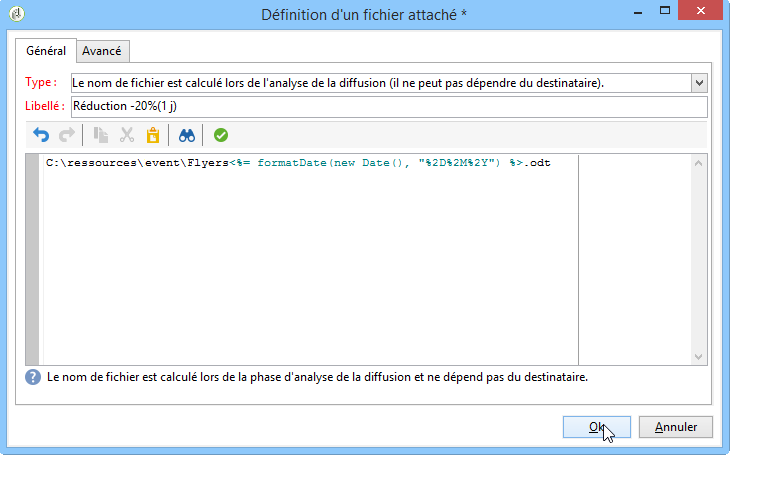 Définition d'un fichier attaché *
Général Avancé
Type : Le nom de fichier est calculé lors de l'analyse de la diffusion (il ne peut pas dépendre du destinataire).
Libellé : Réduction -20%(1 j)
C:\ressources\event\Flyers<%= formatDate(new Date(), "%2D%2M%2Y") %>.odt
Le nom de fichier est calculé lors de la phase d'analyse de la diffusion et ne dépend pas du destinataire.
Ok Annuler